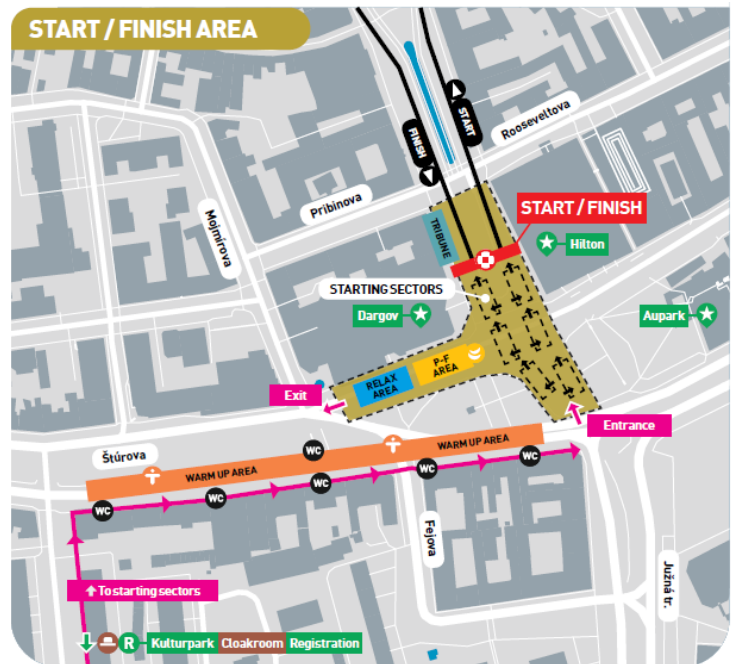 START / FINISH AREA
START
FINISH
Rooseveltova
Pribinova
Mojmírova
START / FINISH
TRIBUNE
Hilton
STARTING SECTORS
Dargov
Aupark
P-F
AREA
RELAX
AREA
Exit
Entrance
Štúrova
WARM UP AREA
WARM UP AREA
WC
WC
WC
WC
WC
WC
Fejova
Južná tr.
To starting sectors
R
Kulturpark
Cloakroom
Registration